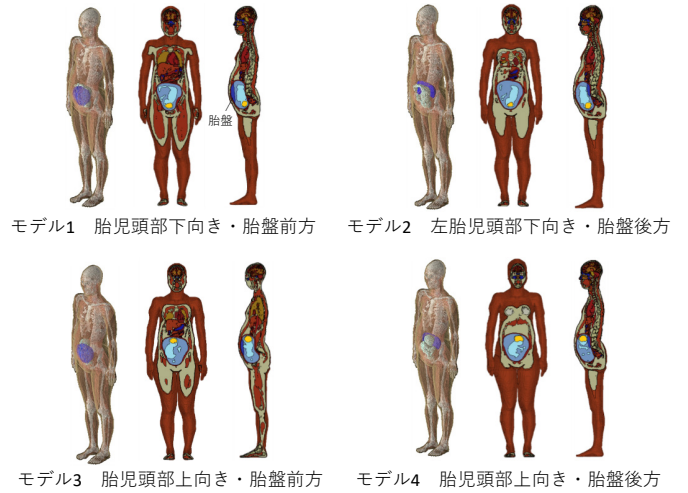 胎盤
モデル1　胎児頭部下向き・胎盤前方
モデル2　左胎児頭部下向き・胎盤後方
モデル3　胎児頭部上向き・胎盤前方
モデル4　胎児頭部上向き・胎盤後方